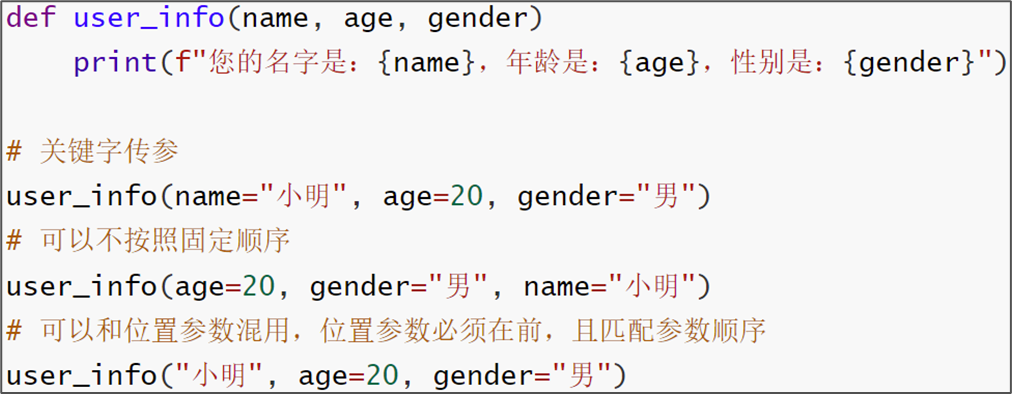 def user_info(name, age, gender)
    print(f"您的名字是：{name}，年龄是：{age}，性别是：{gender}")
# 关键字传参
user_info(name="小明", age=20, gender="男")
# 可以不按照固定顺序
user_info(age=20, gender="男", name="小明")
# 可以和位置参数混用，位置参数必须在前，且匹配参数顺序
user_info("小明", age=20, gender="男")